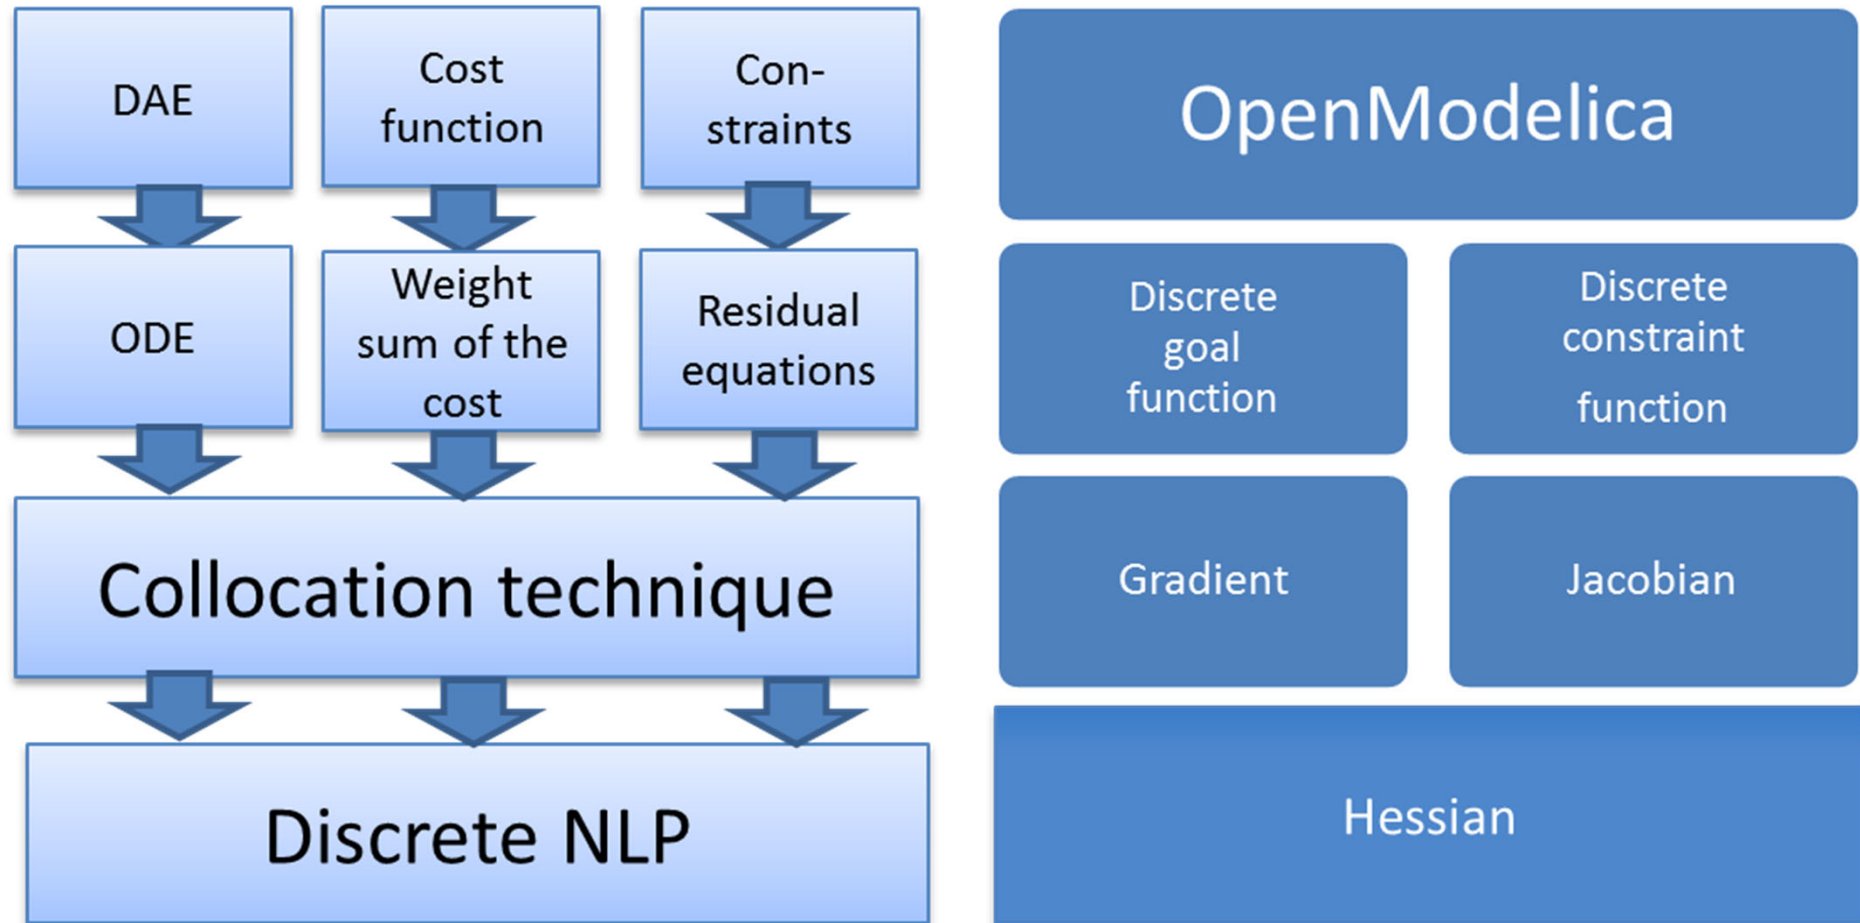 DAE
Cost
function
Con-
straints
ODE
Weight
sum of the
cost
Residual
equations
Collocation technique
Discrete NLP
OpenModelica
Discrete
goal
function
Discrete
constraint
function
Gradient
Jacobian
Hessian